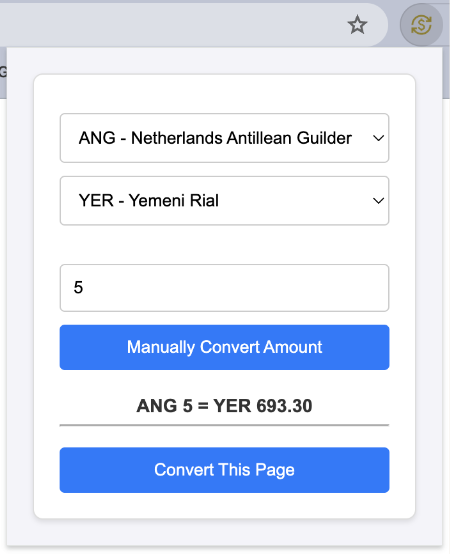 ANG - Netherlands Antillean Guilder
YER - Yemeni Rial
5
Manually Convert Amount
ANG 5 = YER 693.30
Convert This Page